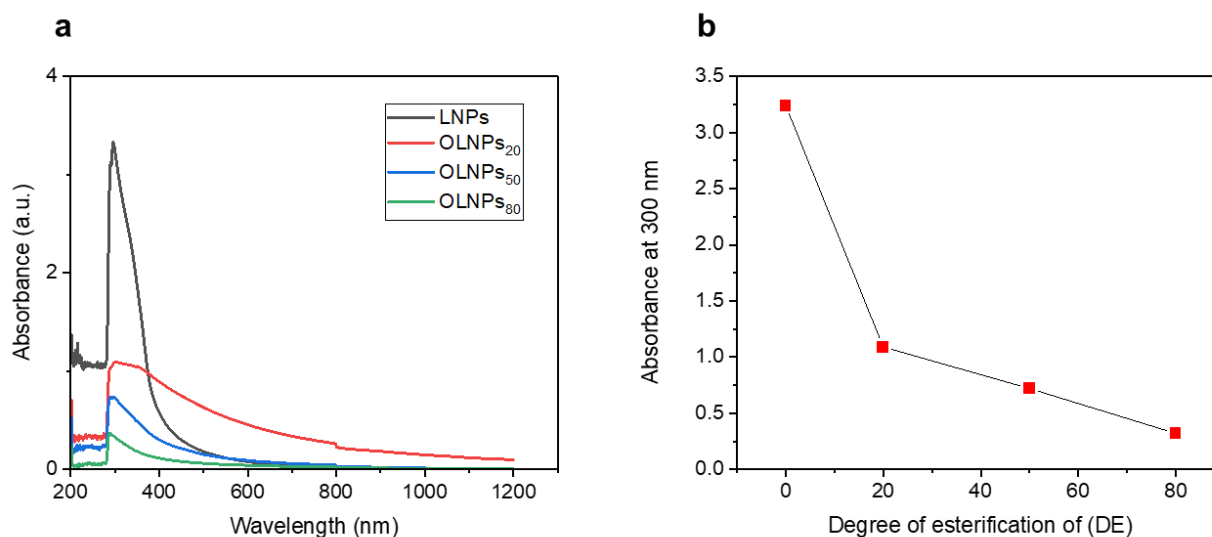 a
4
2
0
200
400
600
800
1000
1200
Absorbance (a.u.)
Wavelength (nm)
LNPs
OLNPs₂₀
OLNPs₅₀
OLNPs₈₀
b
3.5
3.0
2.5
2.0
1.5
1.0
0.5
0.0
0
20
40
60
80
Absorbance at 300 nm
Degree of esterification of (DE)